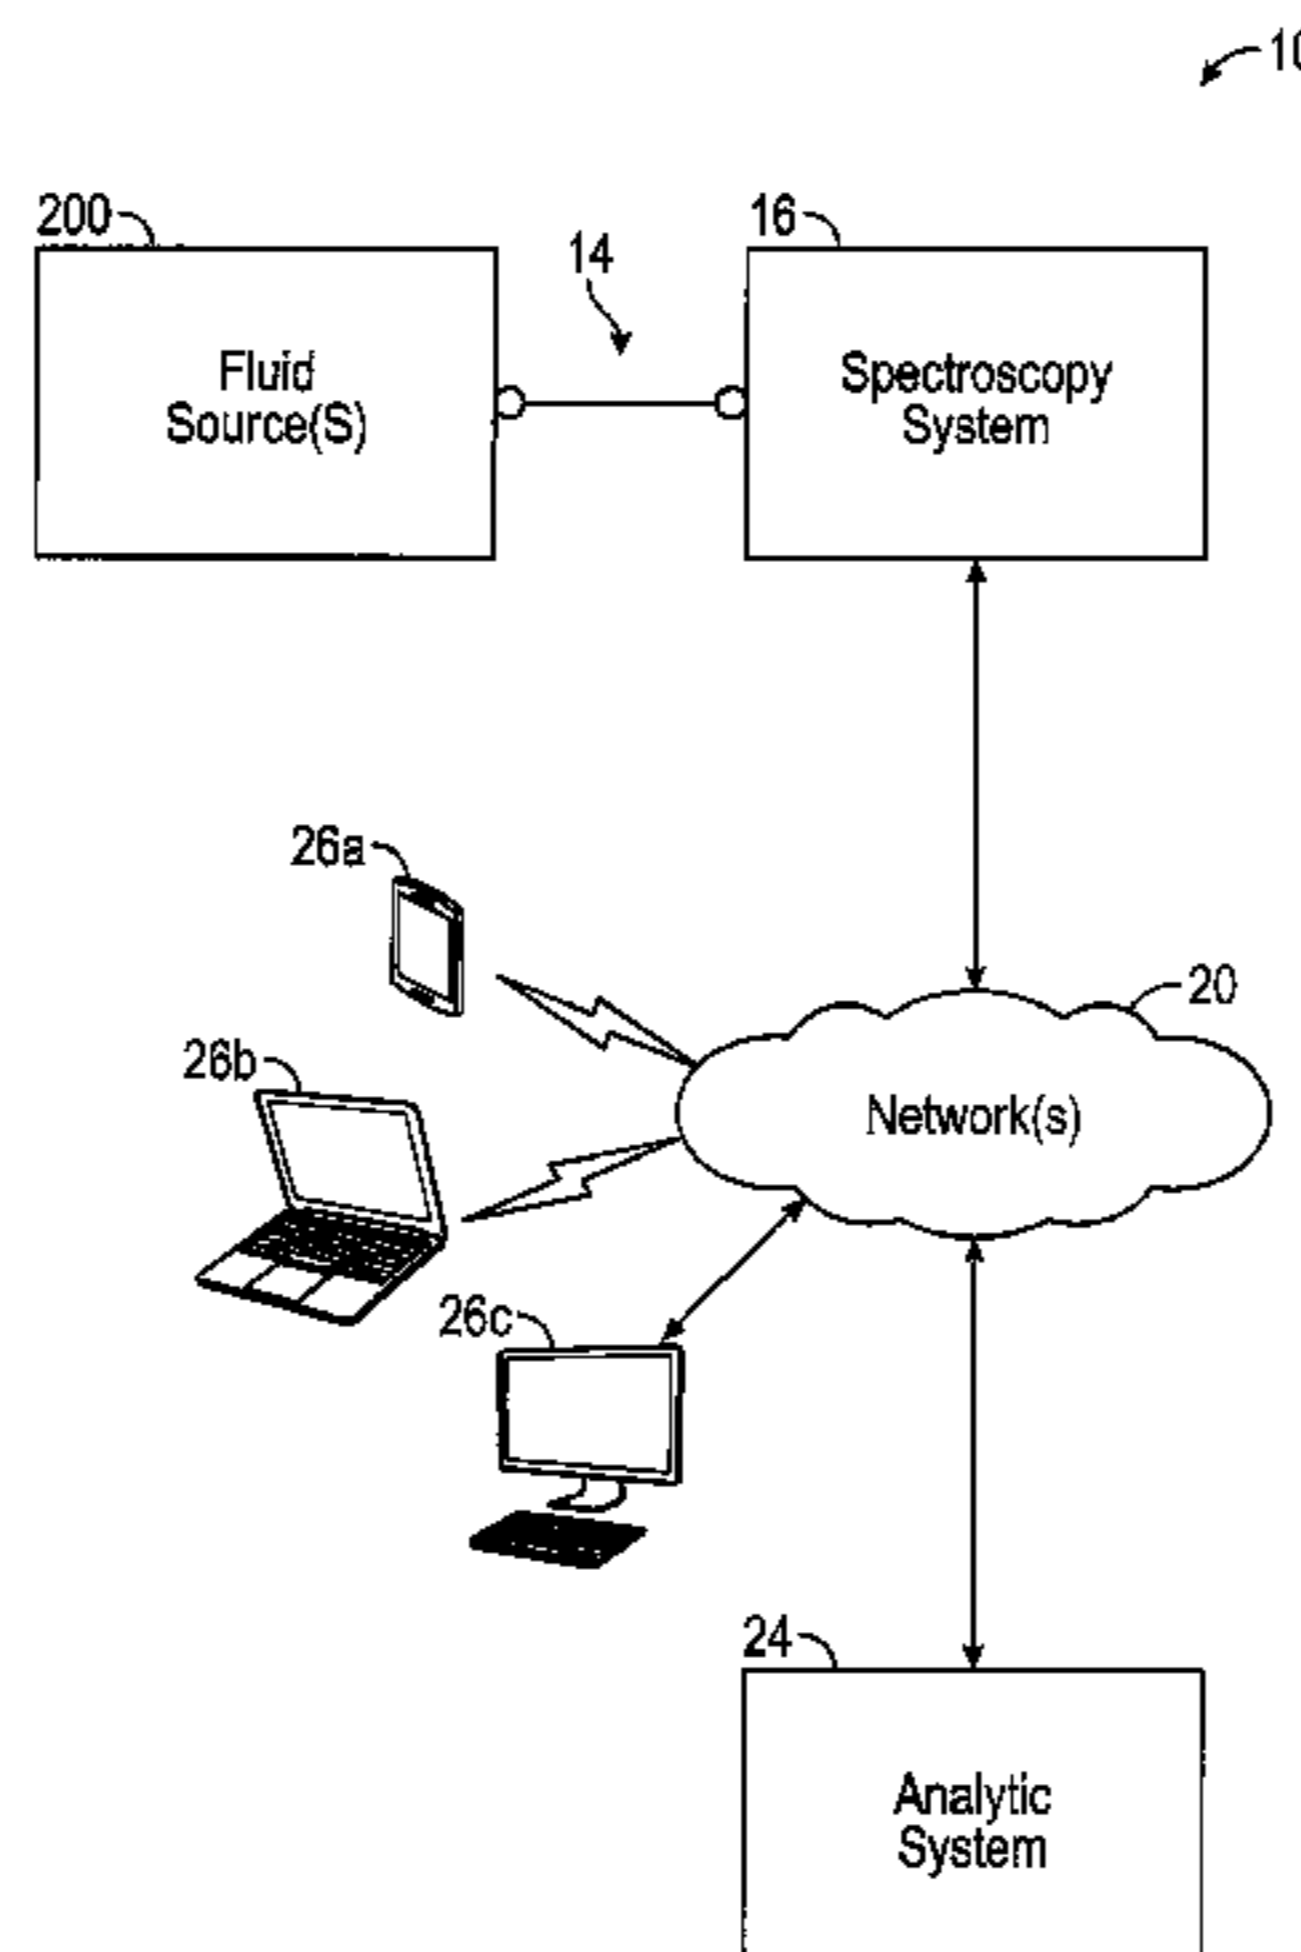 10
200
16
14
Fluid
Source(S)
Spectroscopy
System
26a
20
26b
Network(s)
26c
24
Analytic
System